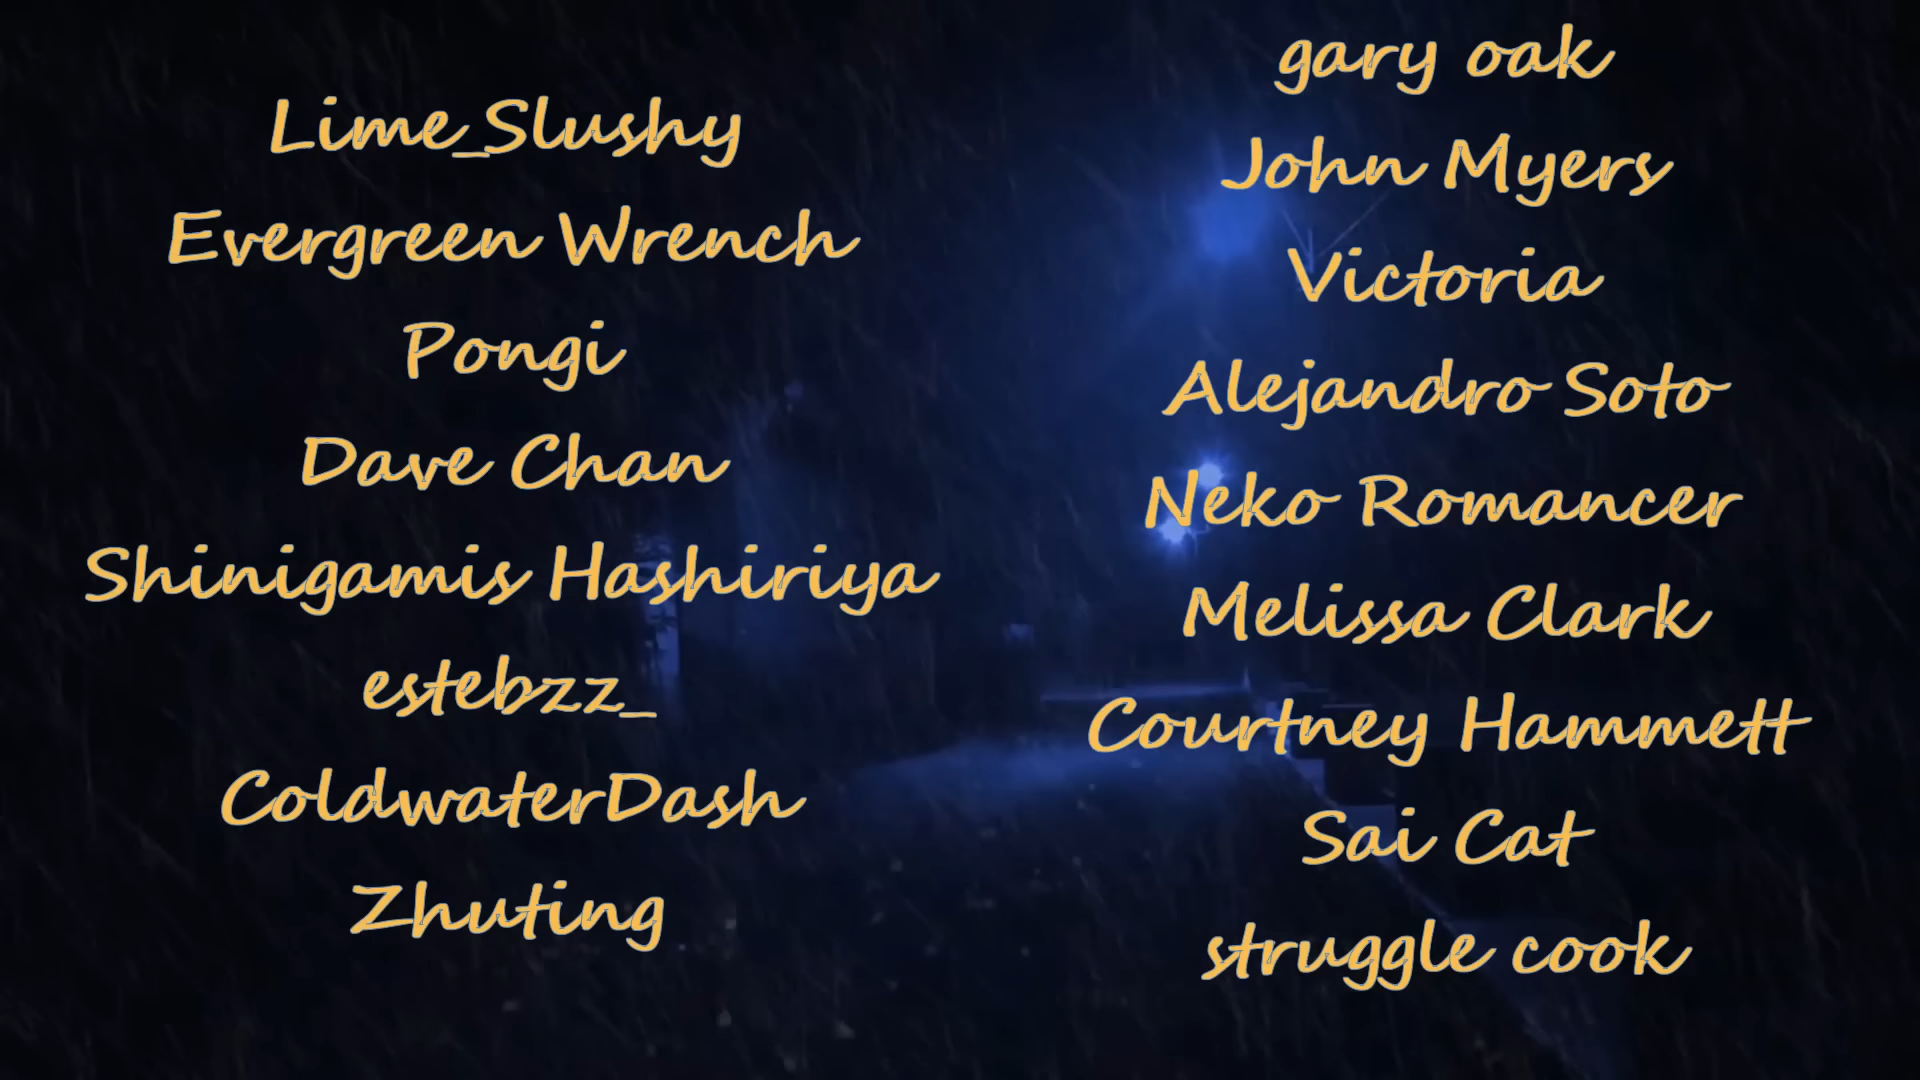 Lime_Slushy
Evergreen Wrench
Pongi
Dave Chan
Shinigamis Hashiriya
estebzz_
ColdwaterDash
Zhuting
gary oak
John Myers
Victoria
Alejandro Soto
Neko Romancer
Melissa Clark
Courtney Hammett
Sai Cat
struggle cook